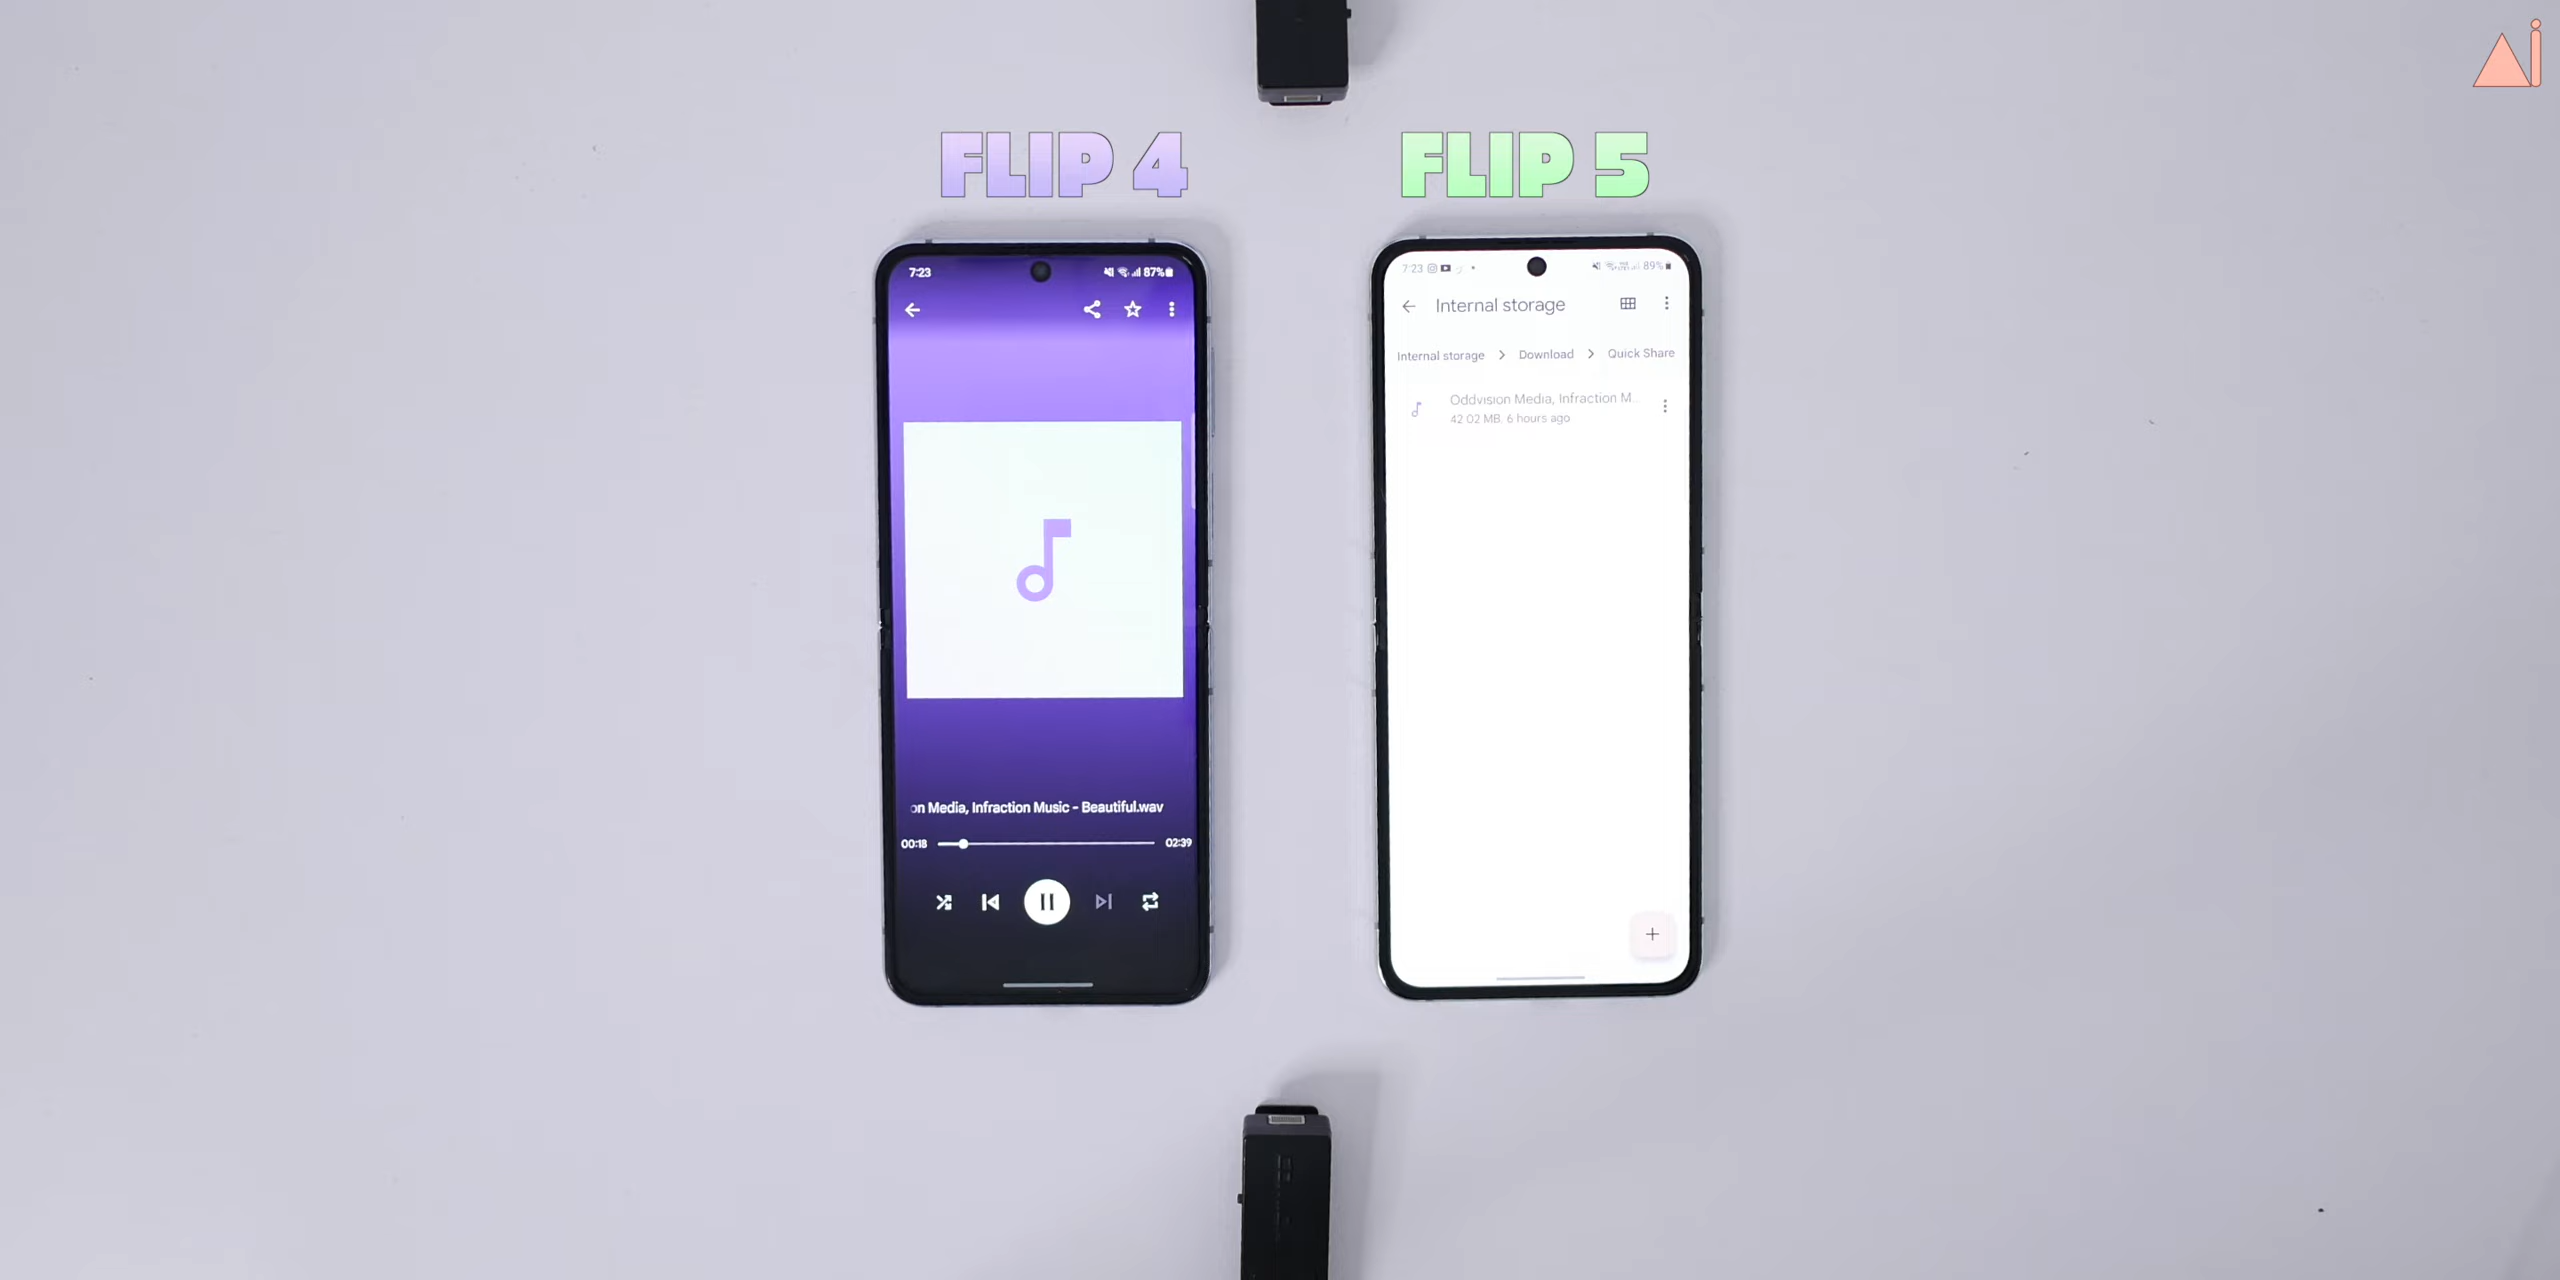 FLIP 4
FLIP 5
7:23
87%
on Media, Infraction Music - Beautiful.wav
00:18
02:39
7:23
89%
Internal storage
Internal storage > Download > Quick Share
Oddvision Media, Infraction M...
42.02 MB, 6 hours ago
Ai